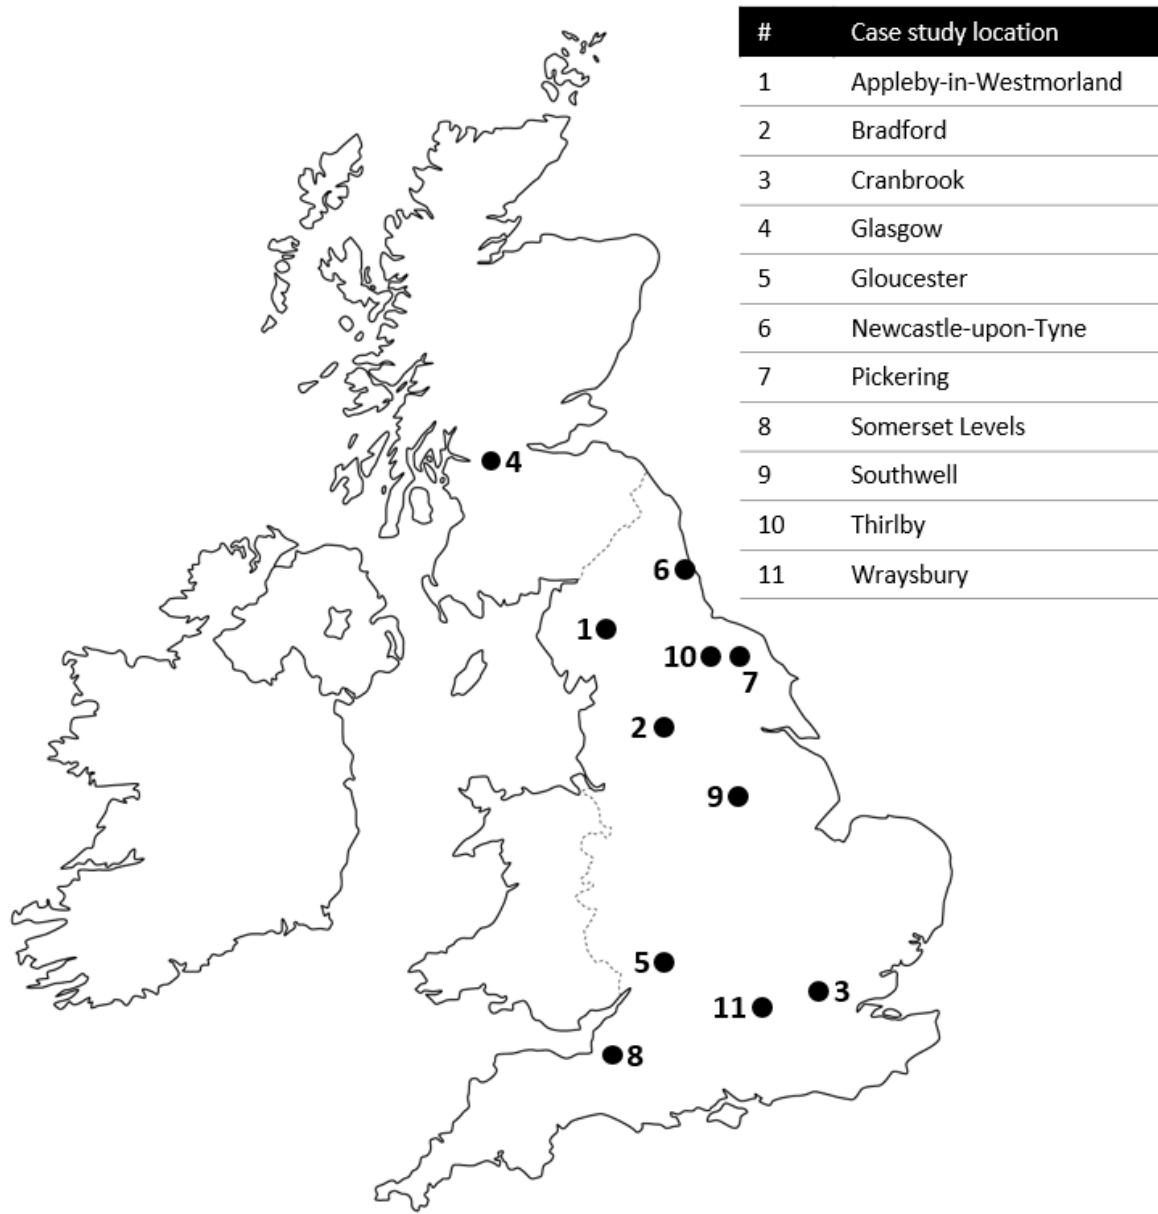 # Case study location
1 Appleby-in-Westmorland
2 Bradford
3 Cranbrook
4 Glasgow
5 Gloucester
6 Newcastle-upon-Tyne
7 Pickering
8 Somerset Levels
9 Southwell
10 Thirlby
11 Wraysbury
4
6
1
10
7
2
9
5
3
11
8